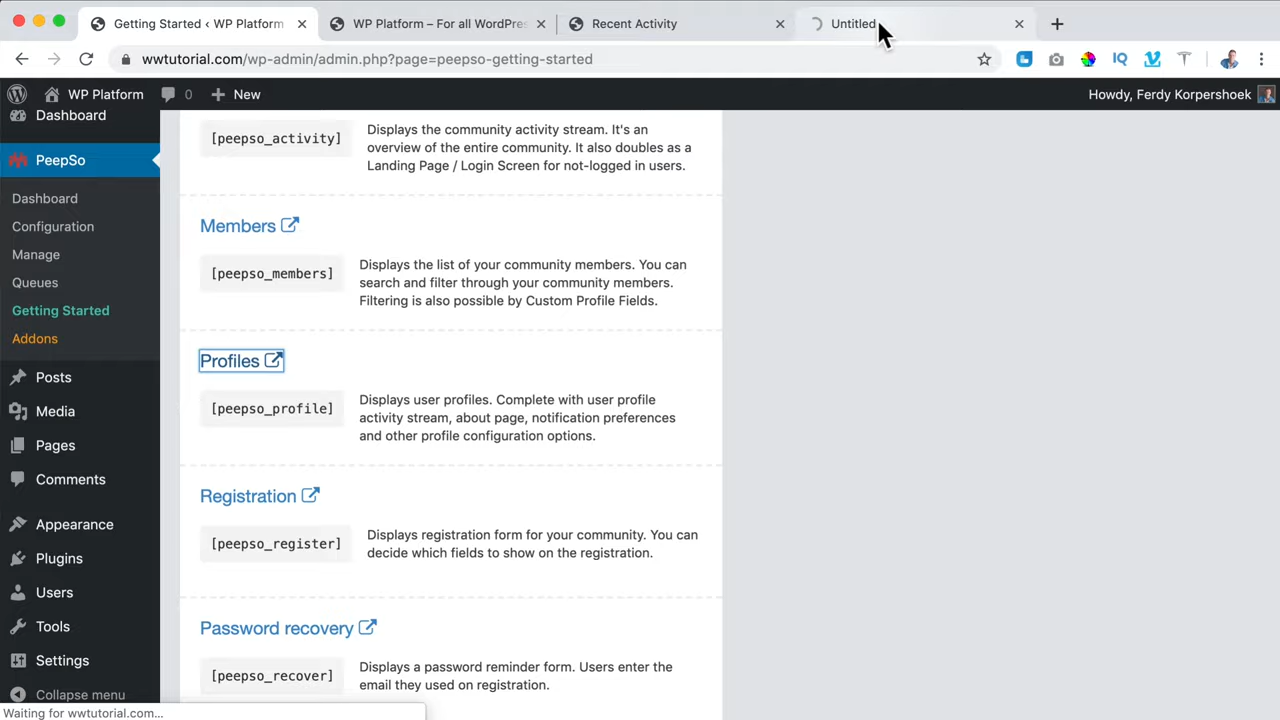 Getting Started ‹ WP Platform
WP Platform – For all WordPres
Recent Activity
Untitled
wwtutorial.com/wp-admin/admin.php?page=peepso-getting-started
WP Platform
0
New
Howdy, Ferdy Korpershoek
Dashboard
PeepSo
Dashboard
Configuration
Manage
Queues
Getting Started
Addons
Posts
Media
Pages
Comments
Appearance
Plugins
Users
Tools
Settings
Collapse menu
[peepso_activity]
Displays the community activity stream. It's an
overview of the entire community. It also doubles as a
Landing Page / Login Screen for not-logged in users.
Members
[peepso_members]
Displays the list of your community members. You can
search and filter through your community members.
Filtering is also possible by Custom Profile Fields.
Profiles
[peepso_profile]
Displays user profiles. Complete with user profile
activity stream, about page, notification preferences
and other profile configuration options.
Registration
[peepso_register]
Displays registration form for your community. You can
decide which fields to show on the registration.
Password recovery
[peepso_recover]
Displays a password reminder form. Users enter the
email they used on registration.
Waiting for wwtutorial.com...